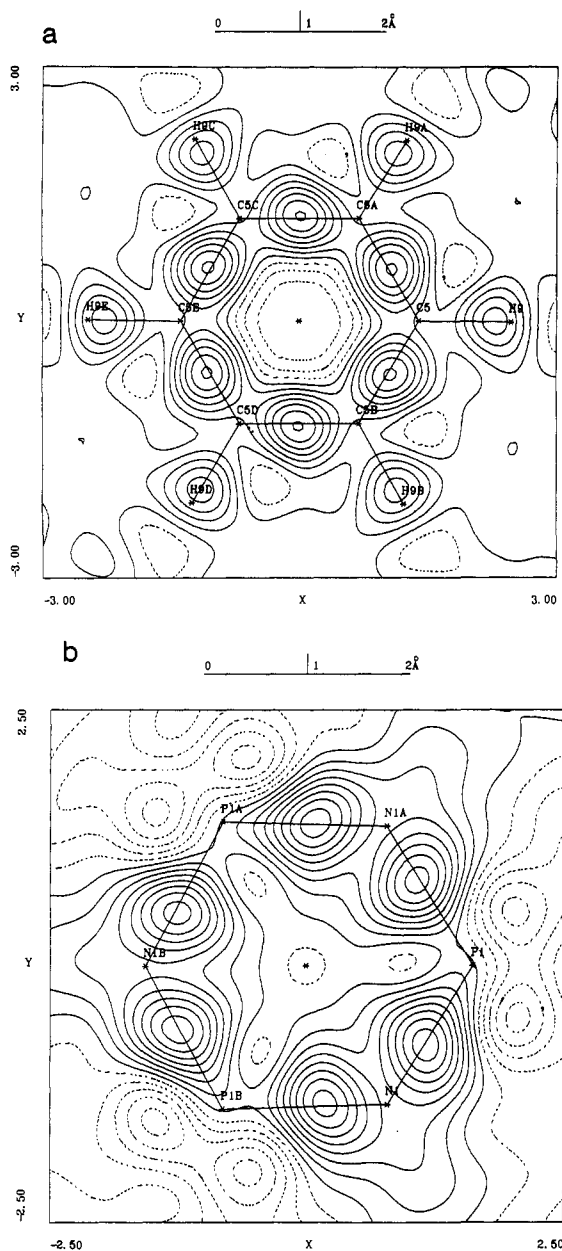 a
0 1 2Å
3.00
H9C H9A
C5C C5A
Y H9E C5E C5 H9
C5D C5B
H9D H9B
-3.00
-3.00 X 3.00
b
0 1 2Å
2.50
P1A N1A
Y N1B P1
P1B N1
-2.50
-2.50 X 2.50